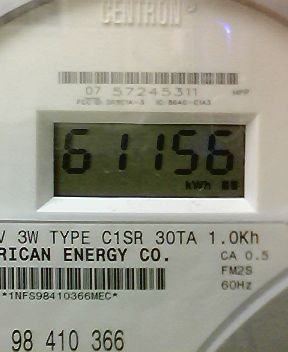 CENTRON®
07 57245311
61156
kWh
V 3W TYPE C1SR 30TA 1.0Kh
RICAN ENERGY CO. CA 0.5
FM2S
*1NFS98410366MEC* 60Hz
98 410 366